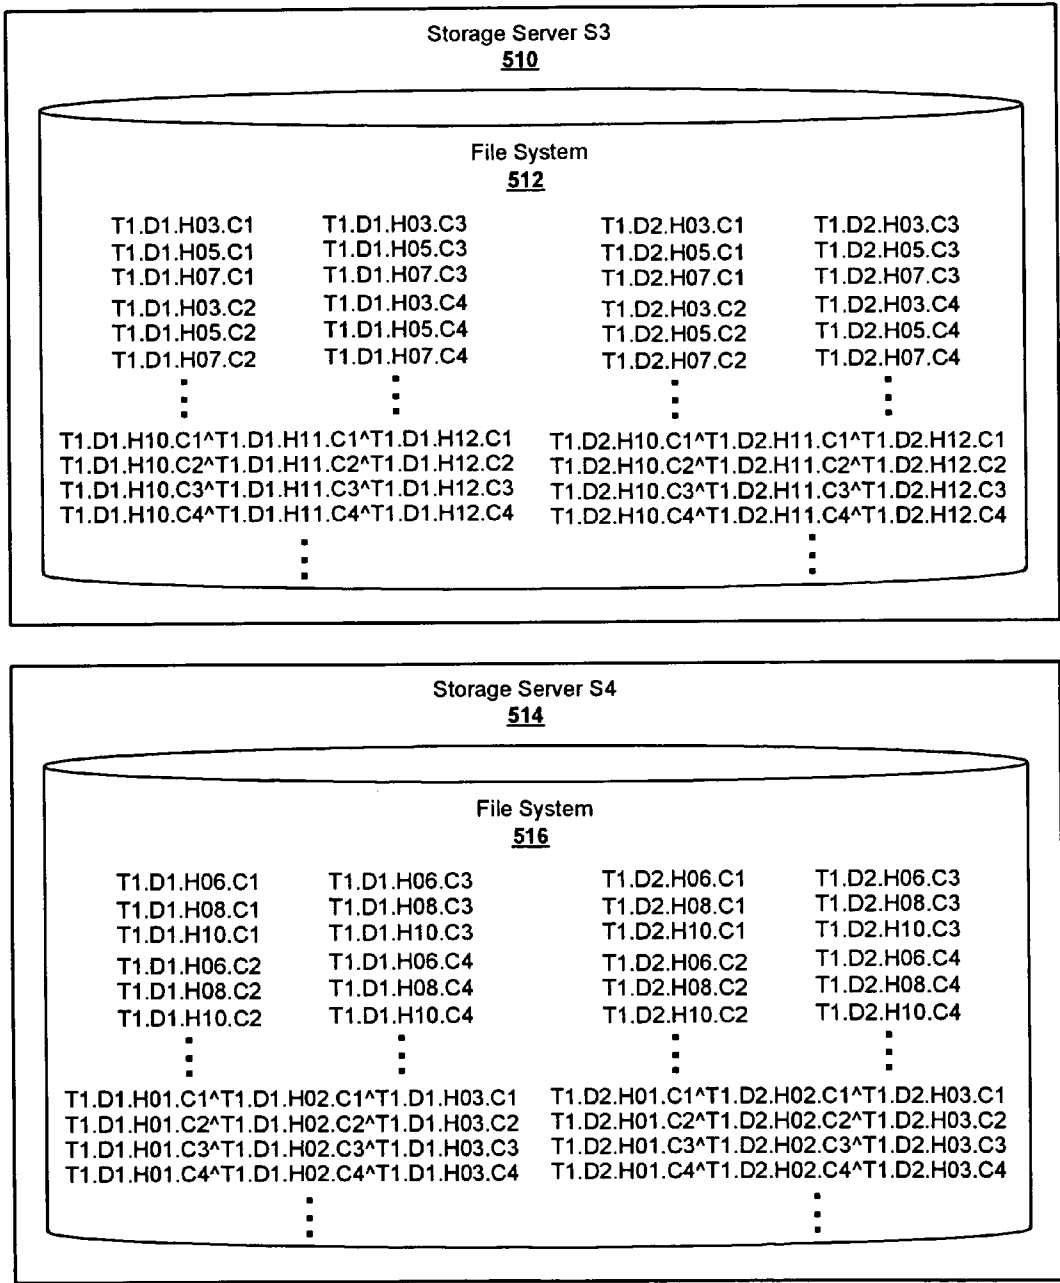 Storage Server S3
510
File System
512
T1.D1.H03.C1 T1.D1.H03.C3 T1.D2.H03.C1 T1.D2.H03.C3
T1.D1.H05.C1 T1.D1.H05.C3 T1.D2.H05.C1 T1.D2.H05.C3
T1.D1.H07.C1 T1.D1.H07.C3 T1.D2.H07.C1 T1.D2.H07.C3
T1.D1.H03.C2 T1.D1.H03.C4 T1.D2.H03.C2 T1.D2.H03.C4
T1.D1.H05.C2 T1.D1.H05.C4 T1.D2.H05.C2 T1.D2.H05.C4
T1.D1.H07.C2 T1.D1.H07.C4 T1.D2.H07.C2 T1.D2.H07.C4
T1.D1.H10.C1^T1.D1.H11.C1^T1.D1.H12.C1 T1.D2.H10.C1^T1.D2.H11.C1^T1.D2.H12.C1
T1.D1.H10.C2^T1.D1.H11.C2^T1.D1.H12.C2 T1.D2.H10.C2^T1.D2.H11.C2^T1.D2.H12.C2
T1.D1.H10.C3^T1.D1.H11.C3^T1.D1.H12.C3 T1.D2.H10.C3^T1.D2.H11.C3^T1.D2.H12.C3
T1.D1.H10.C4^T1.D1.H11.C4^T1.D1.H12.C4 T1.D2.H10.C4^T1.D2.H11.C4^T1.D2.H12.C4
Storage Server S4
514
File System
516
T1.D1.H06.C1 T1.D1.H06.C3 T1.D2.H06.C1 T1.D2.H06.C3
T1.D1.H08.C1 T1.D1.H08.C3 T1.D2.H08.C1 T1.D2.H08.C3
T1.D1.H10.C1 T1.D1.H10.C3 T1.D2.H10.C1 T1.D2.H10.C3
T1.D1.H06.C2 T1.D1.H06.C4 T1.D2.H06.C2 T1.D2.H06.C4
T1.D1.H08.C2 T1.D1.H08.C4 T1.D2.H08.C2 T1.D2.H08.C4
T1.D1.H10.C2 T1.D1.H10.C4 T1.D2.H10.C2 T1.D2.H10.C4
T1.D1.H01.C1^T1.D1.H02.C1^T1.D1.H03.C1 T1.D2.H01.C1^T1.D2.H02.C1^T1.D2.H03.C1
T1.D1.H01.C2^T1.D1.H02.C2^T1.D1.H03.C2 T1.D2.H01.C2^T1.D2.H02.C2^T1.D2.H03.C2
T1.D1.H01.C3^T1.D1.H02.C3^T1.D1.H03.C3 T1.D2.H01.C3^T1.D2.H02.C3^T1.D2.H03.C3
T1.D1.H01.C4^T1.D1.H02.C4^T1.D1.H03.C4 T1.D2.H01.C4^T1.D2.H02.C4^T1.D2.H03.C4